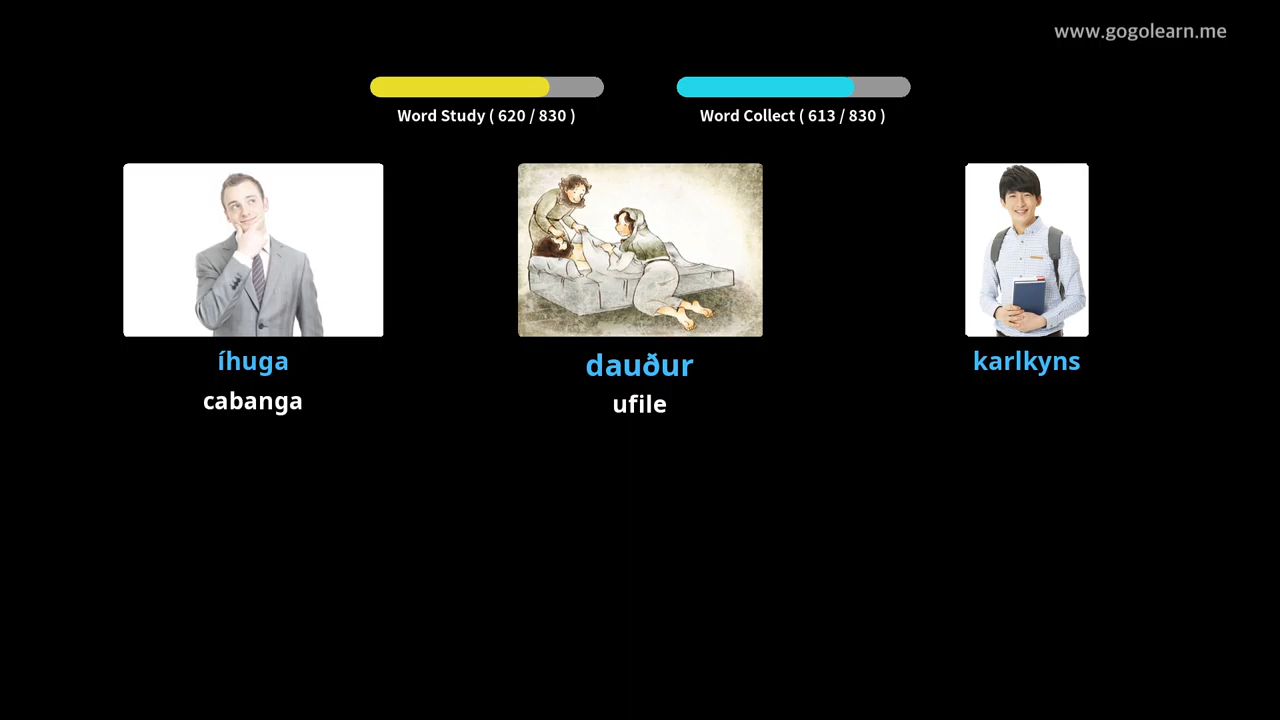 www.gogolearn.me
Word Study ( 620 / 830 )
Word Collect ( 613 / 830 )
íhuga
cabanga
dauður
ufile
karlkyns